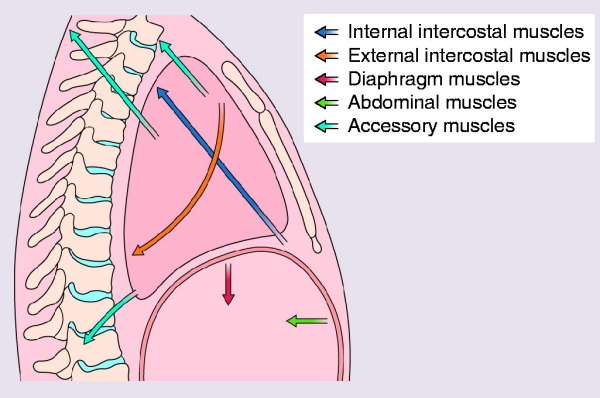 Internal intercostal muscles
External intercostal muscles
Diaphragm muscles
Abdominal muscles
Accessory muscles